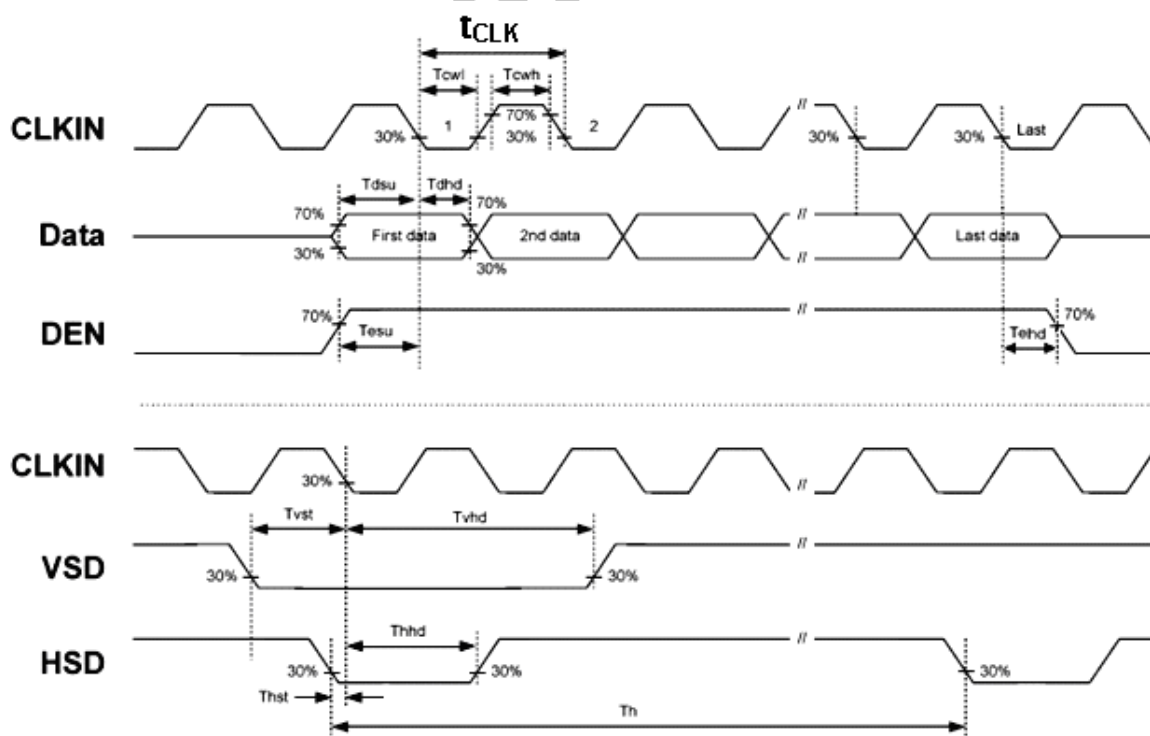 tCLK
Tcwl Tcwh
CLKIN 30% 1 70% 30% 2 30% 30% Last
Tdsu Tdhd
70% 70%
Data First data 2nd data Last data
30% 30%
DEN 70% Tesu 70% Tehd
CLKIN 30%
Tvst Tvhd
VSD 30% 30%
Thhd
HSD 30% 30% 30%
Thst
Th